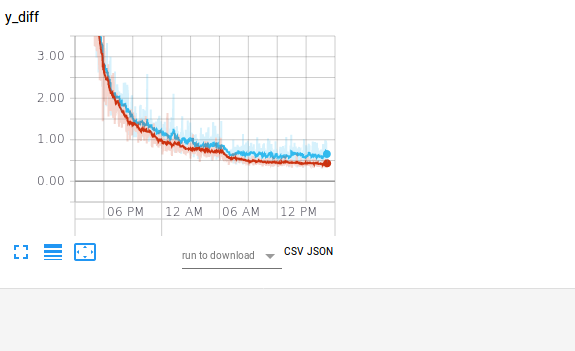 y_diff
3.00
2.00
1.00
0.00
06 PM 12 AM 06 AM 12 PM
run to download CSV JSON